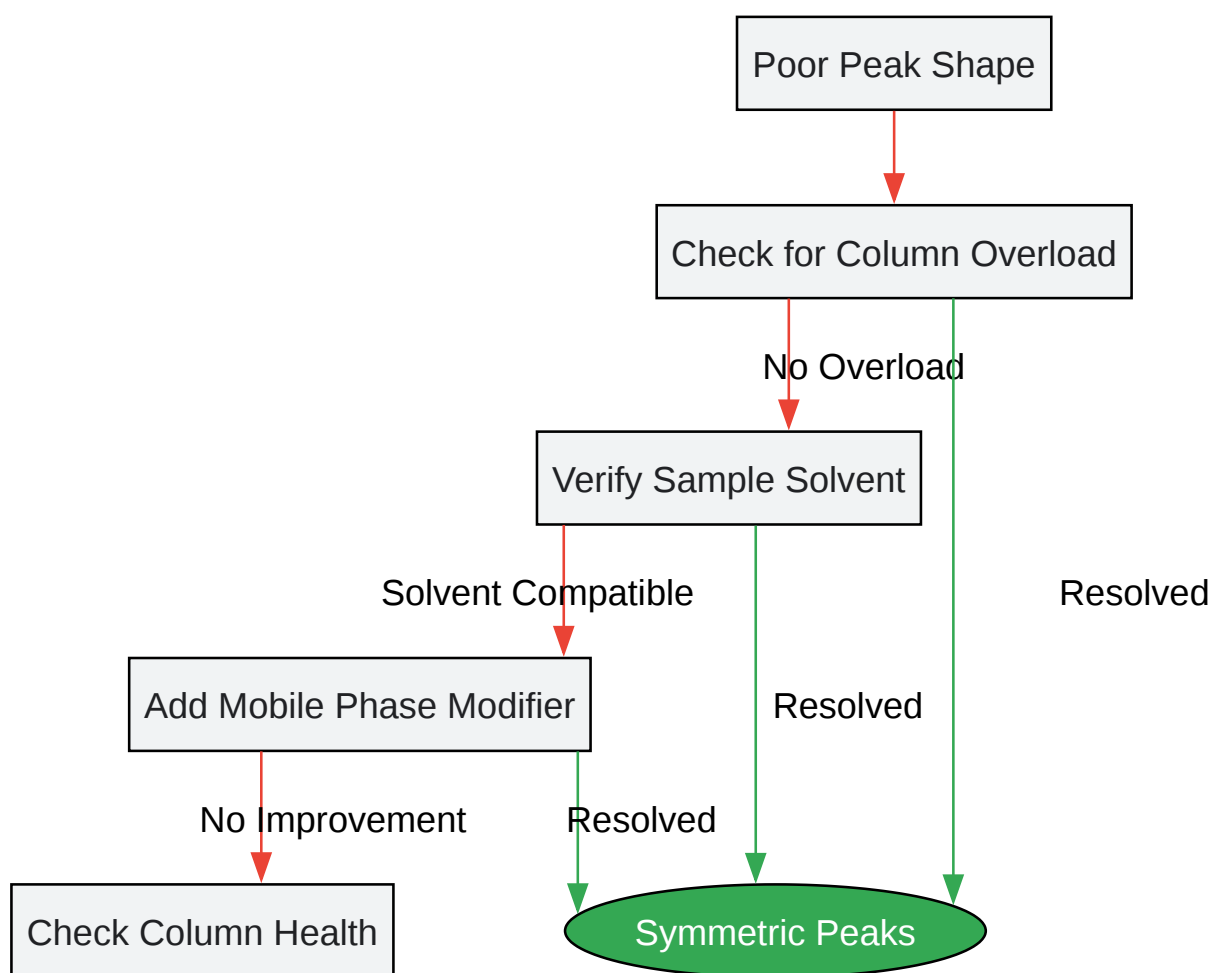 Poor Peak Shape
Check for Column Overload
No Overload
Verify Sample Solvent
Solvent Compatible
Resolved
Add Mobile Phase Modifier
Resolved
No Improvement
Resolved
Check Column Health
Symmetric Peaks